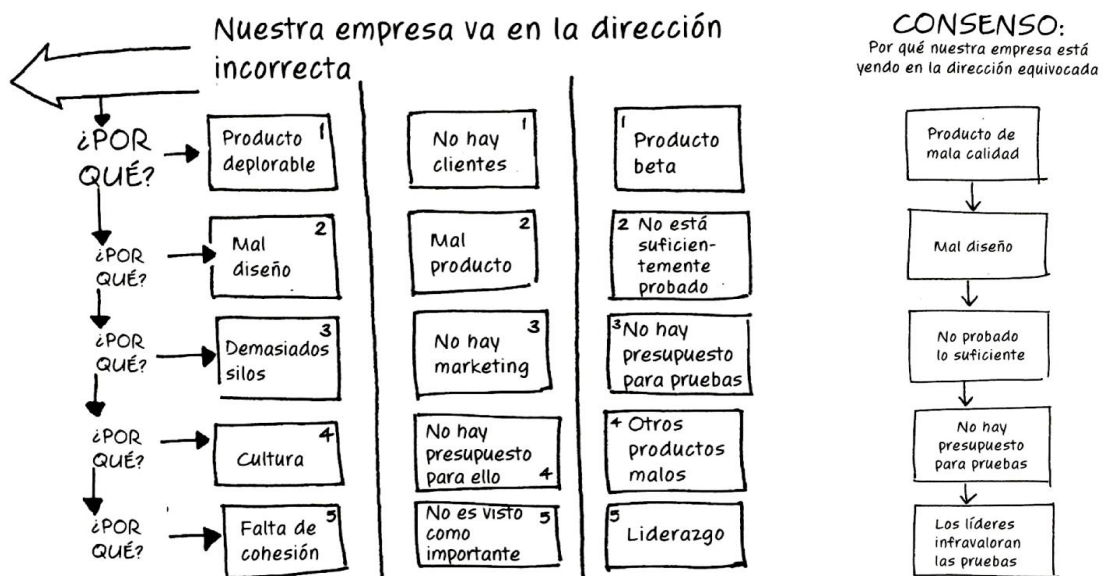 Nuestra empresa va en la dirección
incorrecta
¿POR
QUÉ?
1
Producto
deplorable
1
No hay
clientes
1
Producto
beta
¿POR
QUÉ?
2
Mal
diseño
2
Mal
producto
2 No está
suficien-
temente
probado
¿POR
QUÉ?
3
Demasiados
silos
3
No hay
marketing
3 No hay
presupuesto
para pruebas
¿POR
QUÉ?
4
Cultura
No hay
presupuesto
para ello 4
4 Otros
productos
malos
¿POR
QUÉ?
5
Falta de
cohesión
No es visto 5
como
importante
5
Liderazgo
CONSENSO:
Por qué nuestra empresa está
yendo en la dirección equivocada
Producto de
mala calidad
Mal diseño
No probado
lo suficiente
No hay
presupuesto
para pruebas
Los líderes
infravaloran
las pruebas